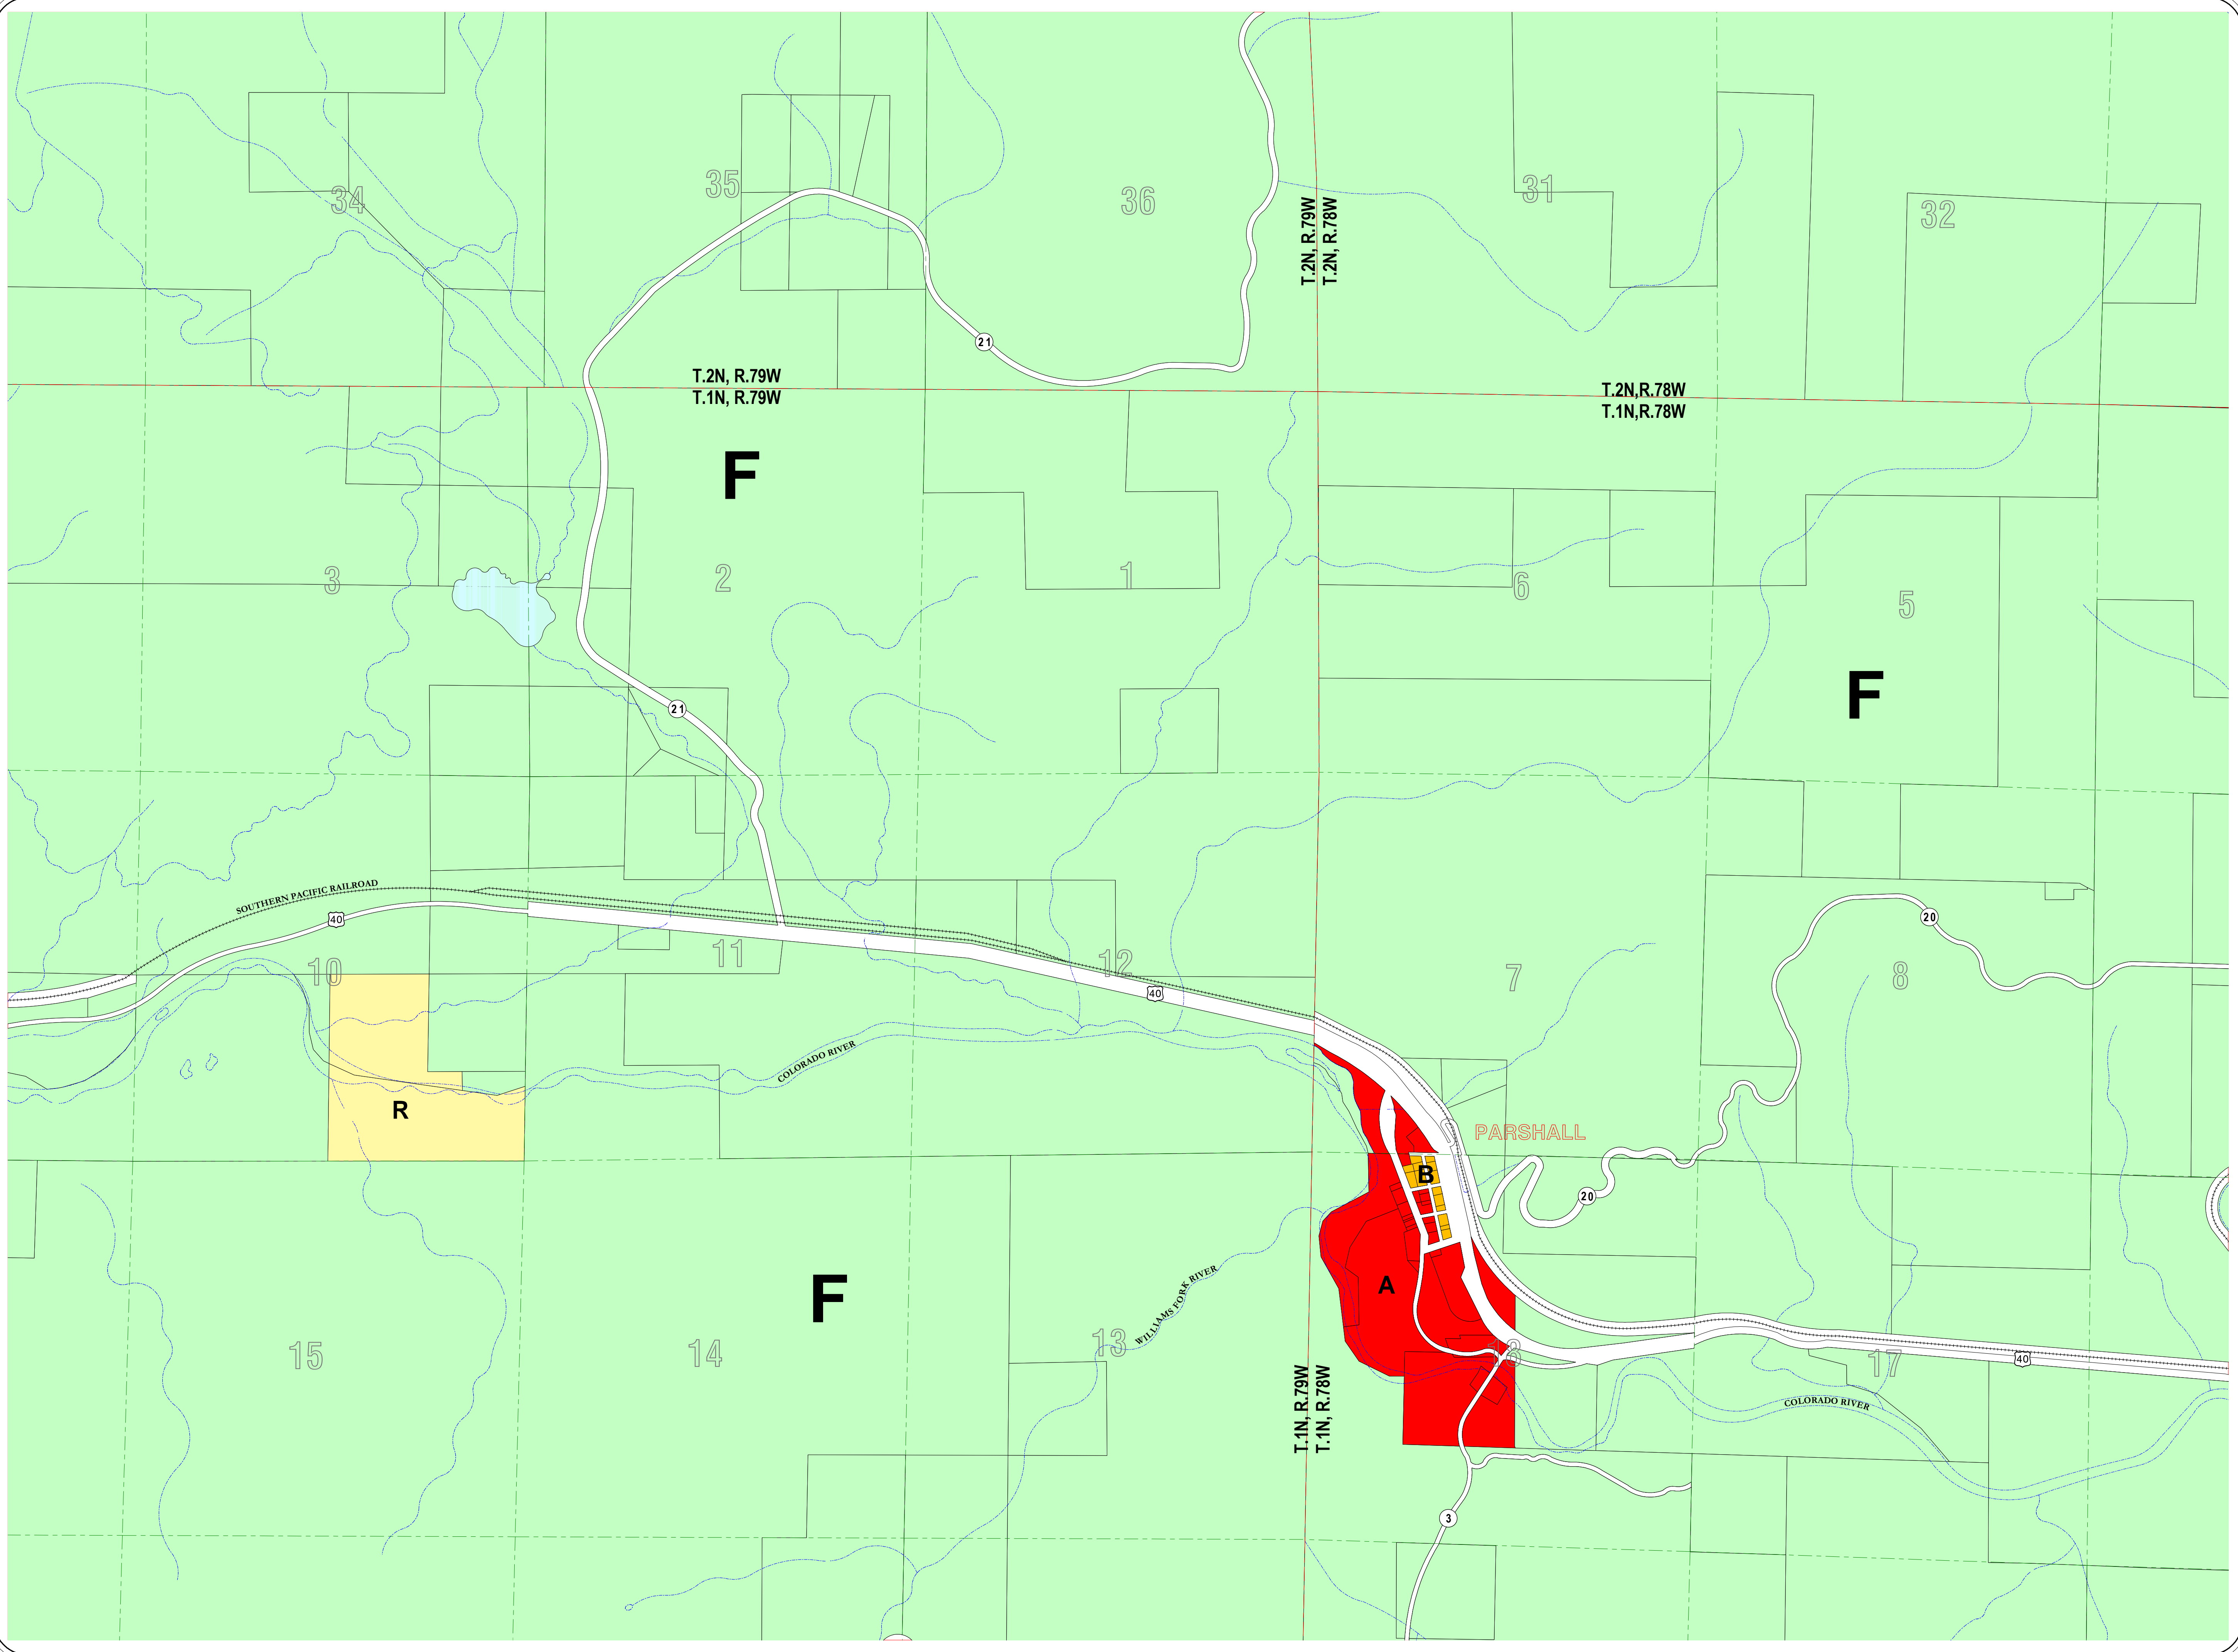 34
35
36
31
32
T.2N, R.79W
T.2N, R.78W
21
T.2N, R.79W
T.1N, R.79W
T.2N,R.78W
T.1N,R.78W
F
3
2
1
6
5
F
21
SOUTHERN PACIFIC RAILROAD
40
20
10
11
12
7
8
40
COLORADO RIVER
R
PARSHALL
B
20
A
F
WILLIAMS FORK RIVER
15
14
13
18
17
40
T.1N, R.79W
T.1N, R.78W
COLORADO RIVER
3